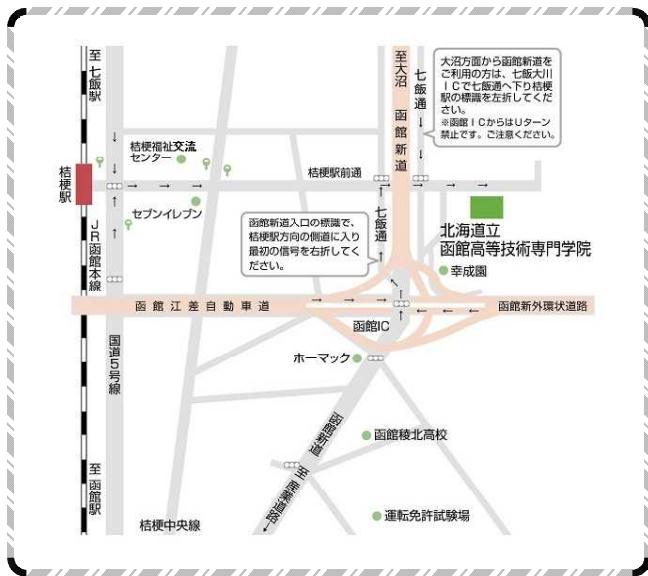 至 七飯駅
至大沼
函館新道
七飯通
大沼方面から函館新道を
ご利用の方は、七飯大川
ＩＣで七飯通へ下り桔梗
駅の標識を左折してくだ
さい。
※函館ＩＣからはUターン
禁止です。ご注意ください。
桔梗福祉交流
センター
桔梗駅前通
桔梗駅
セブンイレブン
七飯通
函館新道入口の標識で、
桔梗駅方向の側道に入り
最初の信号を右折してく
ださい。
北海道立
函館高等技術専門学院
幸成園
ＪＲ函館本線
函館江差自動車道
函館新外環状道路
函館IC
国道５号線
ホーマック
函館新道
函館稜北高校
至 函館駅
至 産業道路
桔梗中央線
運転免許試験場